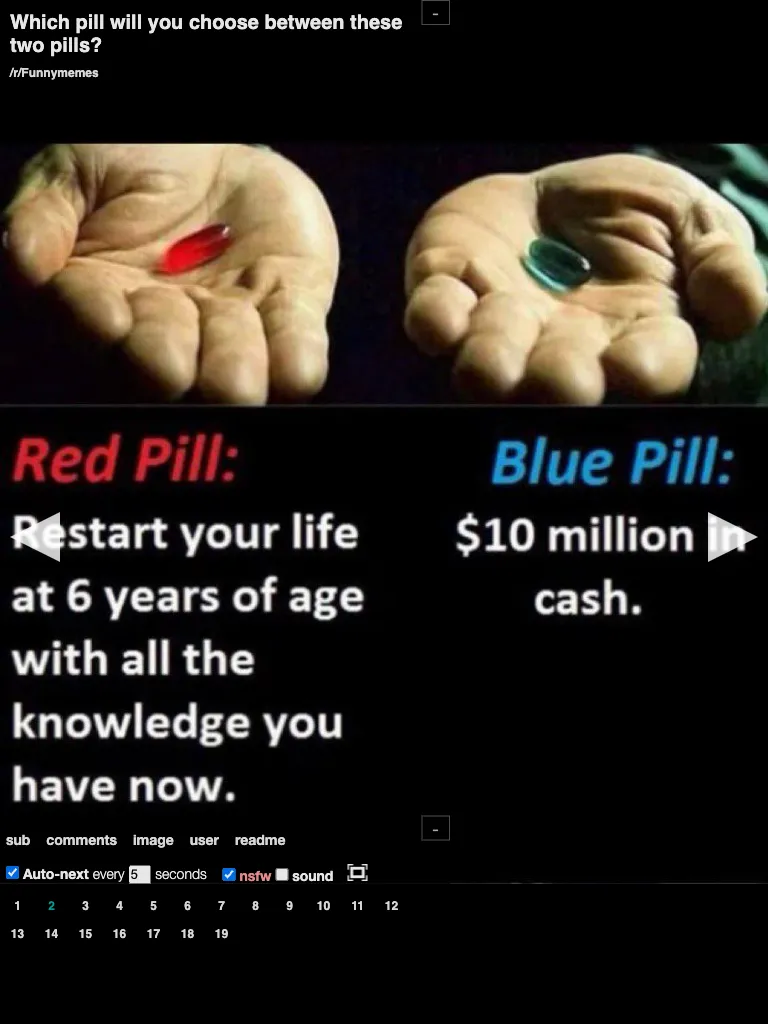 Which pill will you choose between these
two pills?
/r/Funnymemes
-
Red Pill:
Restart your life
at 6 years of age
with all the
knowledge you
have now.
Blue Pill:
$10 million in
cash.
-
sub comments image user readme
Auto-next every 5 seconds nsfw sound
1 2 3 4 5 6 7 8 9 10 11 12
13 14 15 16 17 18 19